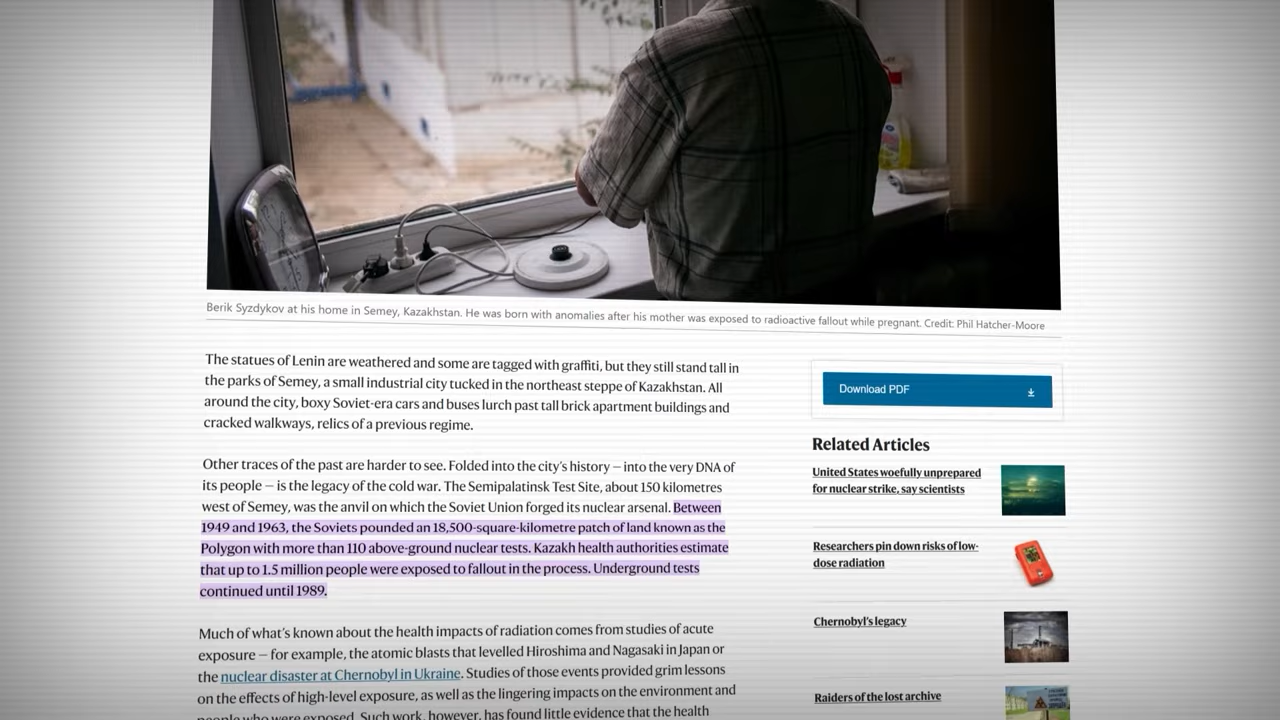 Berik Syzdykov at his home in Semey, Kazakhstan. He was born with anomalies after his mother was exposed to radioactive fallout while pregnant. Credit: Phil Hatcher-Moore
The statues of Lenin are weathered and some are tagged with graffiti, but they still stand tall in
the parks of Semey, a small industrial city tucked in the northeast steppe of Kazakhstan. All
around the city, boxy Soviet-era cars and buses lurch past tall brick apartment buildings and
cracked walkways, relics of a previous regime.
Other traces of the past are harder to see. Folded into the city's history — into the very DNA of
its people — is the legacy of the cold war. The Semipalatinsk Test Site, about 150 kilometres
west of Semey, was the anvil on which the Soviet Union forged its nuclear arsenal. Between
1949 and 1963, the Soviets pounded an 18,500-square-kilometre patch of land known as the
Polygon with more than 110 above-ground nuclear tests. Kazakh health authorities estimate
that up to 1.5 million people were exposed to fallout in the process. Underground tests
continued until 1989.
Much of what's known about the health impacts of radiation comes from studies of acute
exposure — for example, the atomic blasts that levelled Hiroshima and Nagasaki in Japan or
the nuclear disaster at Chernobyl in Ukraine. Studies of those events provided grim lessons
on the effects of high-level exposure, as well as the lingering impacts on the environment and
people who were exposed. Such work, however, has found little evidence that the health
Download PDF
Related Articles
United States woefully unprepared
for nuclear strike, say scientists
Researchers pin down risks of low-
dose radiation
Chernobyl's legacy
Raiders of the lost archive